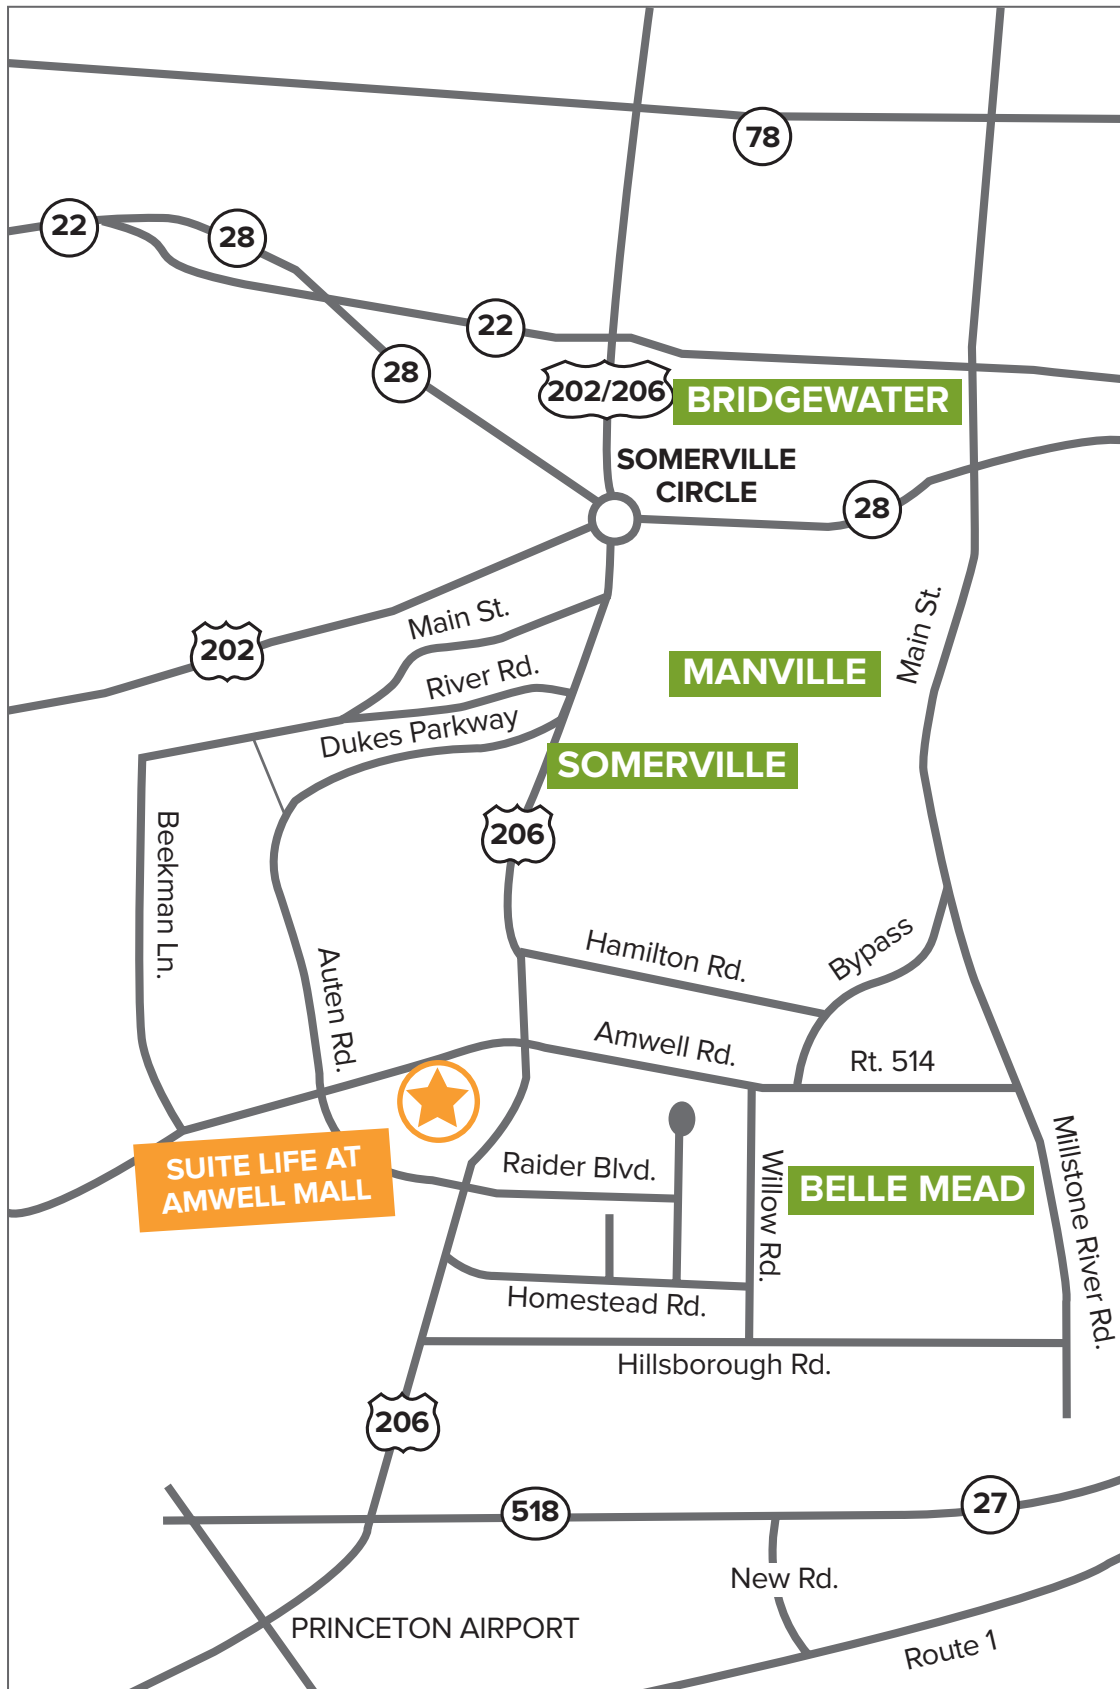 78
22
28
22
28
202/206
BRIDGEWATER
SOMERVILLE
CIRCLE
28
Main St.
Main St.
202
River Rd.
MANVILLE
Dukes Parkway
SOMERVILLE
206
Beekman Ln.
Hamilton Rd.
Bypass
Auten Rd.
Amwell Rd.
Rt. 514
SUITE LIFE AT
AMWELL MALL
Raider Blvd.
Willow Rd.
BELLE MEAD
Millstone River Rd.
Homestead Rd.
Hillsborough Rd.
206
518
27
New Rd.
PRINCETON AIRPORT
Route 1